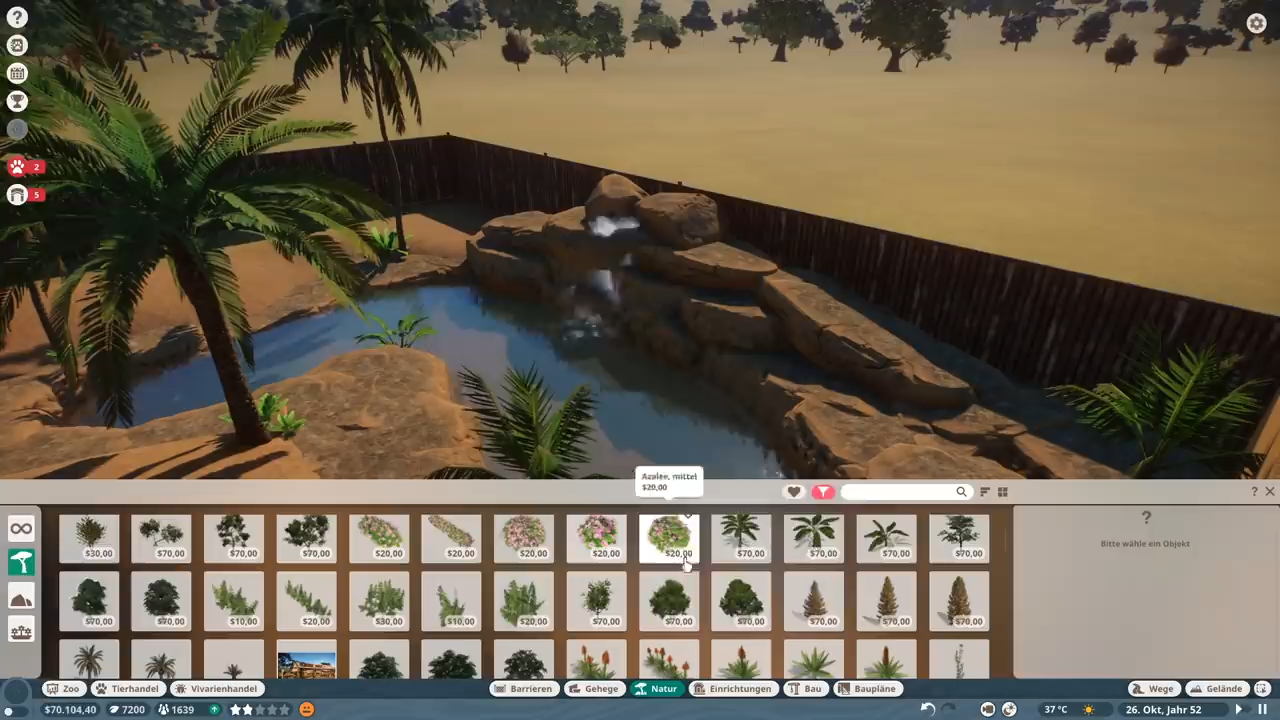 2
5
Azalee, mittel
$20,00
$30,00 $70,00 $70,00 $70,00 $20,00 $20,00 $20,00 $20,00 $20,00 $70,00 $70,00 $70,00 $70,00
? Bitte wähle ein Objekt
$70,00 $70,00 $10,00 $20,00 $30,00 $10,00 $20,00 $70,00 $70,00 $70,00 $70,00 $70,00 $70,00
Zoo Tierhandel Vivarienhandel Barrieren Gehege Natur Einrichtungen Bau Baupläne Wege Gelände
$70.104,40 7200 1639 37 °C 26. Okt, Jahr 52